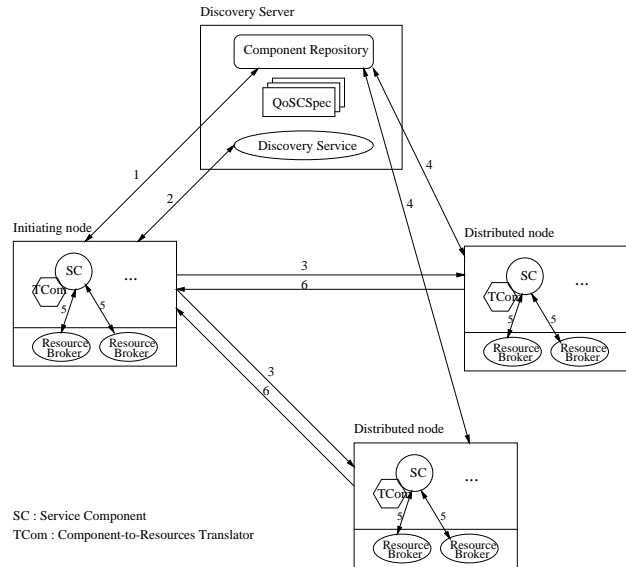 Discovery Server
Component Repository
QoSCSpec
Discovery Service
1
2
4
4
Initiating node
SC
TCom
...
5
5
Resource
Broker
Resource
Broker
3
6
Distributed node
SC
TCom
...
5
5
Resource
Broker
Resource
Broker
3
6
Distributed node
SC
TCom
...
5
5
Resource
Broker
Resource
Broker
SC : Service Component
TCom : Component-to-Resources Translator